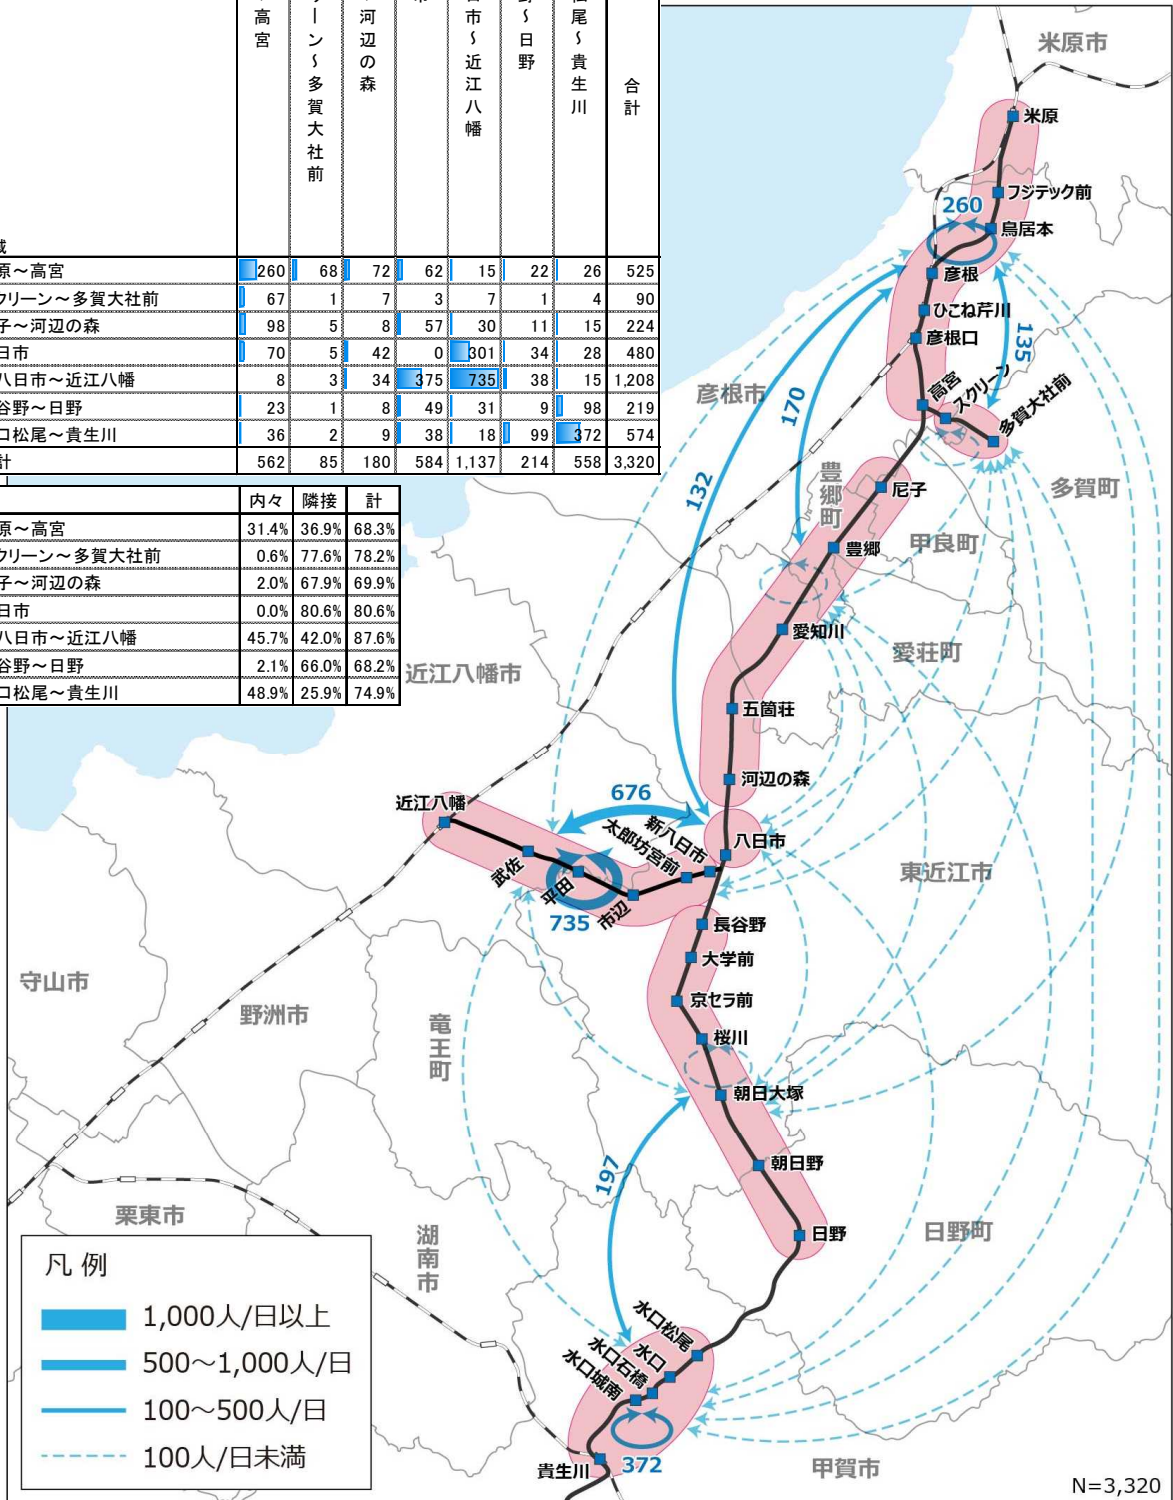 高宮
ーン～多賀大社前
河辺の森
市～近江八幡
～日野
尾～貴生川
合計
域
原～高宮 260 68 72 62 15 22 26 525
クリーン～多賀大社前 67 1 7 3 7 1 4 90
子～河辺の森 98 5 8 57 30 11 15 224
日市 70 5 42 0 301 34 28 480
八日市～近江八幡 8 3 34 375 735 38 15 1,208
谷野～日野 23 1 8 49 31 9 98 219
口松尾～貴生川 36 2 9 38 18 99 372 574
計 562 85 180 584 1,137 214 558 3,320
内々 隣接 計
原～高宮 31.4% 36.9% 68.3%
クリーン～多賀大社前 0.6% 77.6% 78.2%
子～河辺の森 2.0% 67.9% 69.9%
日市 0.0% 80.6% 80.6%
八日市～近江八幡 45.7% 42.0% 87.6%
谷野～日野 2.1% 66.0% 68.2%
口松尾～貴生川 48.9% 25.9% 74.9%
米原市
米原
フジテック前
260
鳥居本
彦根
ひこね芹川
彦根口
135
彦根市
170
高宮
スクリーン
多賀大社前
132
豊郷町
尼子
多賀町
豊郷
甲良町
愛知川
愛荘町
近江八幡市
五箇荘
河辺の森
676
近江八幡
新八日市
太郎坊宮前
八日市
武佐
平田
市辺
735
東近江市
長谷野
大学前
京セラ前
守山市
野洲市
竜王町
桜川
朝日大塚
朝日野
197
栗東市
湖南市
日野
日野町
凡例
1,000人/日以上
500～1,000人/日
100～500人/日
100人/日未満
水口松尾
水口
水口石橋
水口城南
貴生川
372
甲賀市
N=3,320